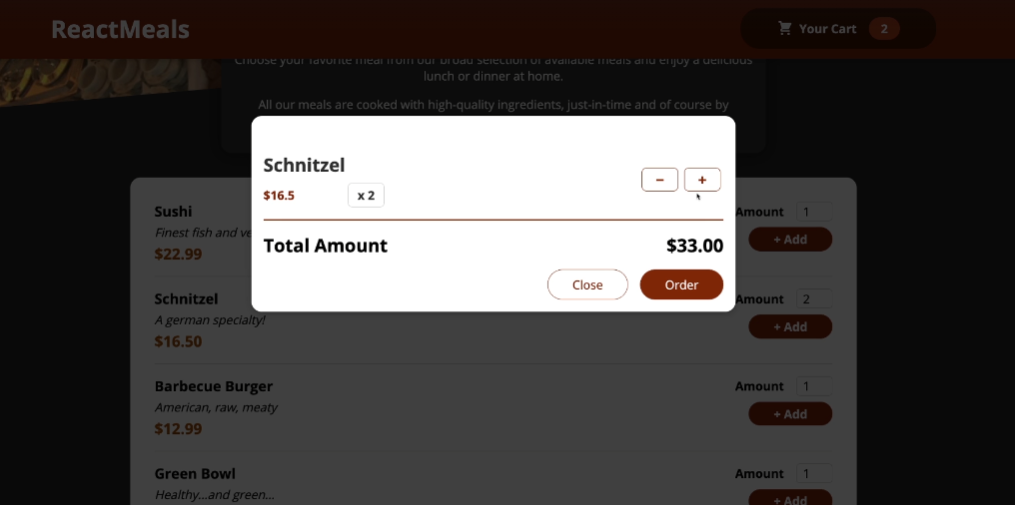 ReactMeals
Your Cart 2
Choose your favorite meal from our broad selection of available meals and enjoy a delicious
lunch or dinner at home.
All our meals are cooked with high-quality ingredients, just-in-time and of course by
Schnitzel
$16.5 x 2 − +
Total Amount $33.00
Close Order
Sushi Amount 1
Finest fish and ve
$22.99 + Add
Schnitzel Amount 2
A german specialty!
$16.50 + Add
Barbecue Burger Amount 1
American, raw, meaty
$12.99 + Add
Green Bowl Amount 1
Healthy...and green...
+ Add